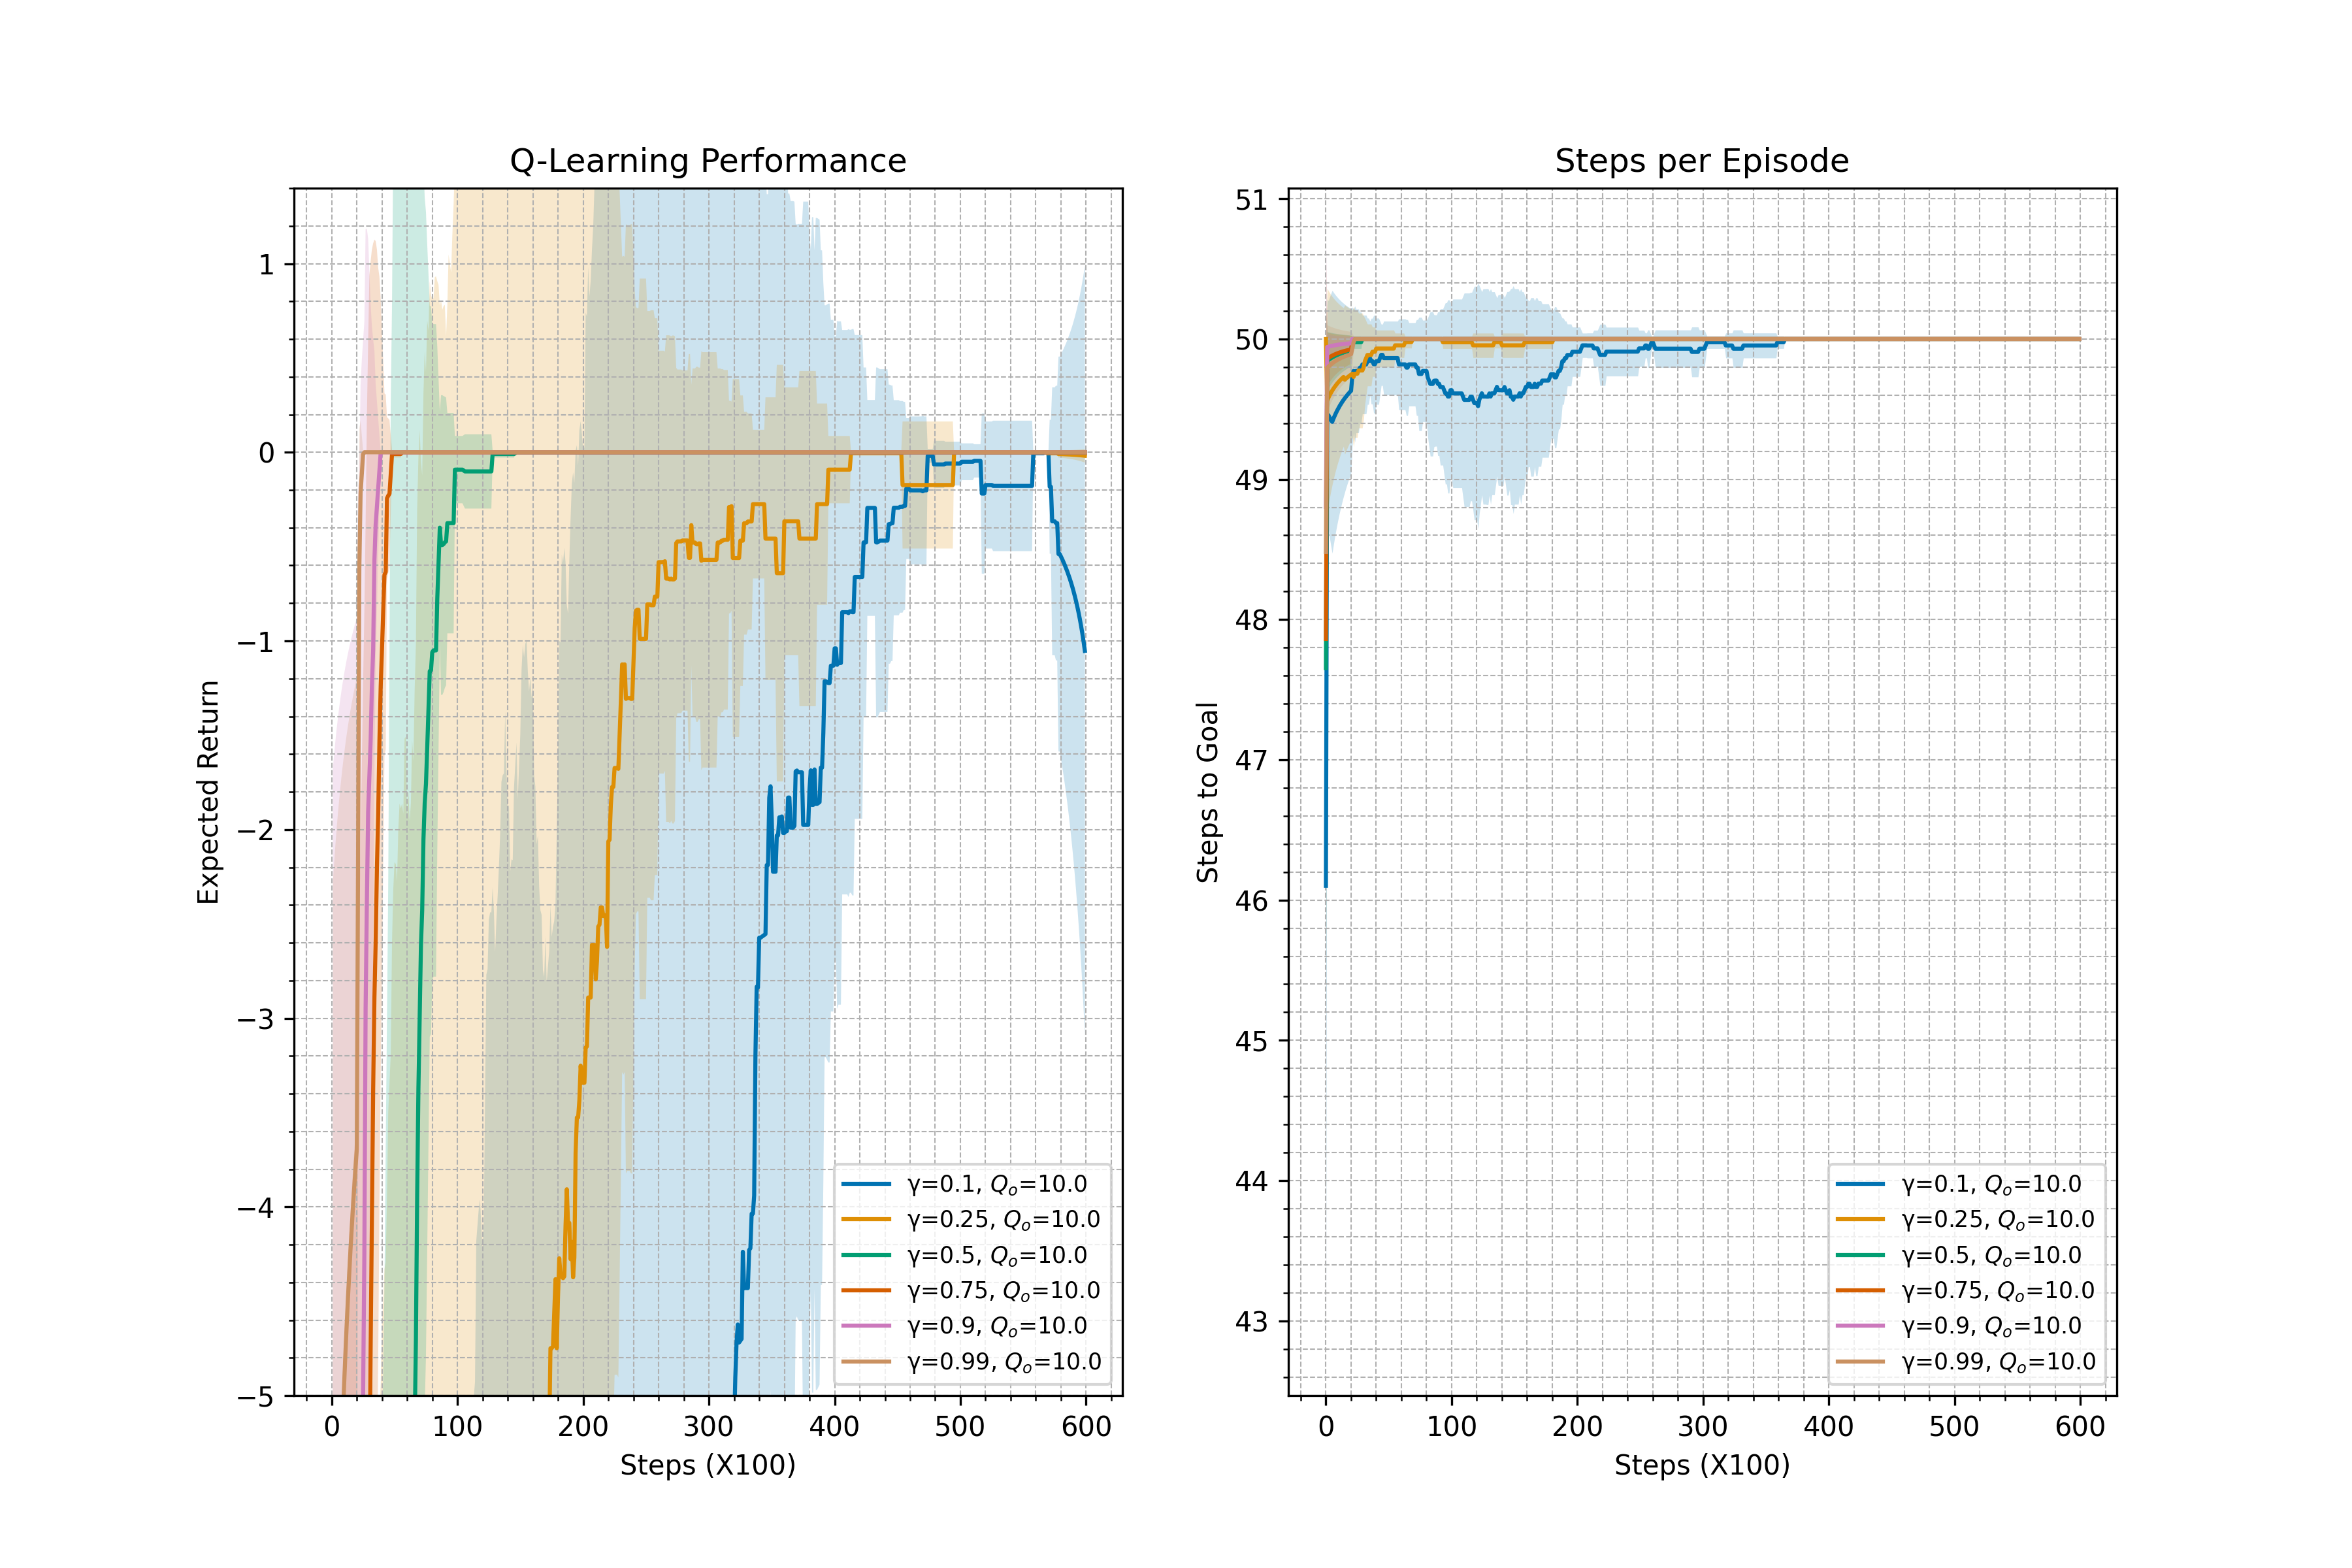 Q-Learning Performance
1
0
−1
−2
−3
−4
−5
Expected Return
0 100 200 300 400 500 600
Steps (X100)
γ=0.1, Qₒ=10.0
γ=0.25, Qₒ=10.0
γ=0.5, Qₒ=10.0
γ=0.75, Qₒ=10.0
γ=0.9, Qₒ=10.0
γ=0.99, Qₒ=10.0
Steps per Episode
51
50
49
48
47
46
45
44
43
Steps to Goal
0 100 200 300 400 500 600
Steps (X100)
γ=0.1, Qₒ=10.0
γ=0.25, Qₒ=10.0
γ=0.5, Qₒ=10.0
γ=0.75, Qₒ=10.0
γ=0.9, Qₒ=10.0
γ=0.99, Qₒ=10.0